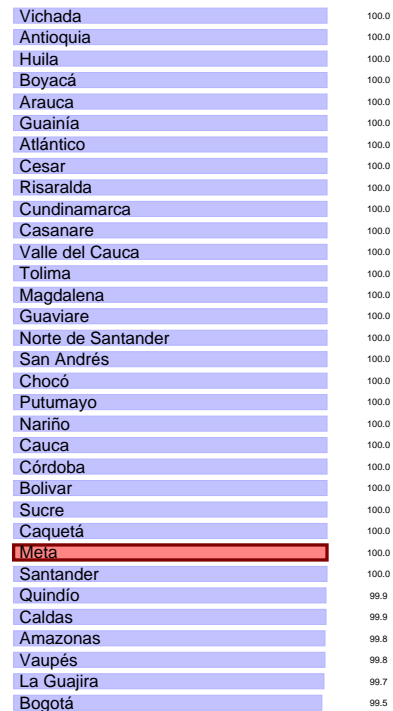 Vichada 100.0
Antioquia 100.0
Huila 100.0
Boyacá 100.0
Arauca 100.0
Guainía 100.0
Atlántico 100.0
Cesar 100.0
Risaralda 100.0
Cundinamarca 100.0
Casanare 100.0
Valle del Cauca 100.0
Tolima 100.0
Magdalena 100.0
Guaviare 100.0
Norte de Santander 100.0
San Andrés 100.0
Chocó 100.0
Putumayo 100.0
Nariño 100.0
Cauca 100.0
Córdoba 100.0
Bolivar 100.0
Sucre 100.0
Caquetá 100.0
Meta 100.0
Santander 100.0
Quindío 99.9
Caldas 99.9
Amazonas 99.8
Vaupés 99.8
La Guajira 99.7
Bogotá 99.5